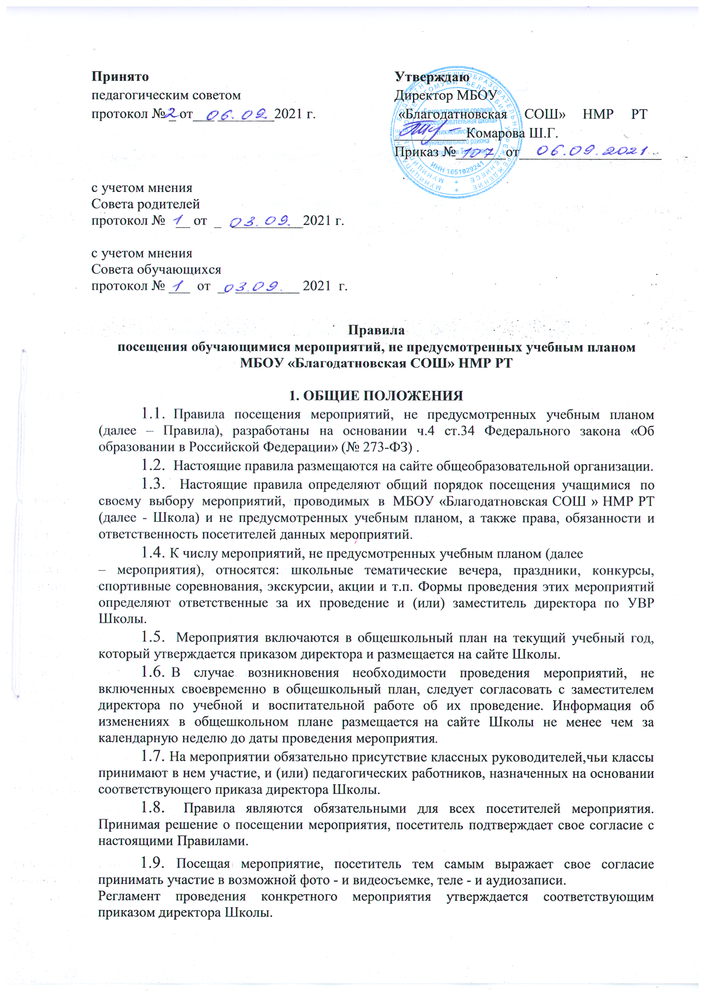 Принято
педагогическим советом
протокол № 2 от 06.09. 2021 г.
Утверждаю
Директор МБОУ
«Благодатновская СОШ» НМР РТ
Комарова Ш.Г.
Приказ № 107 от 06.09.2021
«Благодатновская средняя
общеобразовательная школа»
Нижнекамского
муниципального района
Республики Татарстан
ИНН 1651029241
с учетом мнения
Совета родителей
протокол № 1 от 03.09. 2021 г.
с учетом мнения
Совета обучающихся
протокол № 1 от 03.09. 2021 г.
Правила
посещения обучающимися мероприятий, не предусмотренных учебным планом
МБОУ «Благодатновская СОШ» НМР РТ
1. ОБЩИЕ ПОЛОЖЕНИЯ
1.1. Правила посещения мероприятий, не предусмотренных учебным планом
(далее – Правила), разработаны на основании ч.4 ст.34 Федерального закона «Об
образовании в Российской Федерации» (№ 273-ФЗ) .
1.2. Настоящие правила размещаются на сайте общеобразовательной организации.
1.3. Настоящие правила определяют общий порядок посещения учащимися по
своему выбору мероприятий, проводимых в МБОУ «Благодатновская СОШ » НМР РТ
(далее - Школа) и не предусмотренных учебным планом, а также права, обязанности и
ответственность посетителей данных мероприятий.
1.4. К числу мероприятий, не предусмотренных учебным планом (далее
– мероприятия), относятся: школьные тематические вечера, праздники, конкурсы,
спортивные соревнования, экскурсии, акции и т.п. Формы проведения этих мероприятий
определяют ответственные за их проведение и (или) заместитель директора по УВР
Школы.
1.5. Мероприятия включаются в общешкольный план на текущий учебный год,
который утверждается приказом директора и размещается на сайте Школы.
1.6. В случае возникновения необходимости проведения мероприятий, не
включенных своевременно в общешкольный план, следует согласовать с заместителем
директора по учебной и воспитательной работе об их проведение. Информация об
изменениях в общешкольном плане размещается на сайте Школы не менее чем за
календарную неделю до даты проведения мероприятия.
1.7. На мероприятии обязательно присутствие классных руководителей,чьи классы
принимают в нем участие, и (или) педагогических работников, назначенных на основании
соответствующего приказа директора Школы.
1.8. Правила являются обязательными для всех посетителей мероприятия.
Принимая решение о посещении мероприятия, посетитель подтверждает свое согласие с
настоящими Правилами.
1.9. Посещая мероприятие, посетитель тем самым выражает свое согласие
принимать участие в возможной фото - и видеосъемке, теле - и аудиозаписи.
Регламент проведения конкретного мероприятия утверждается соответствующим
приказом директора Школы.